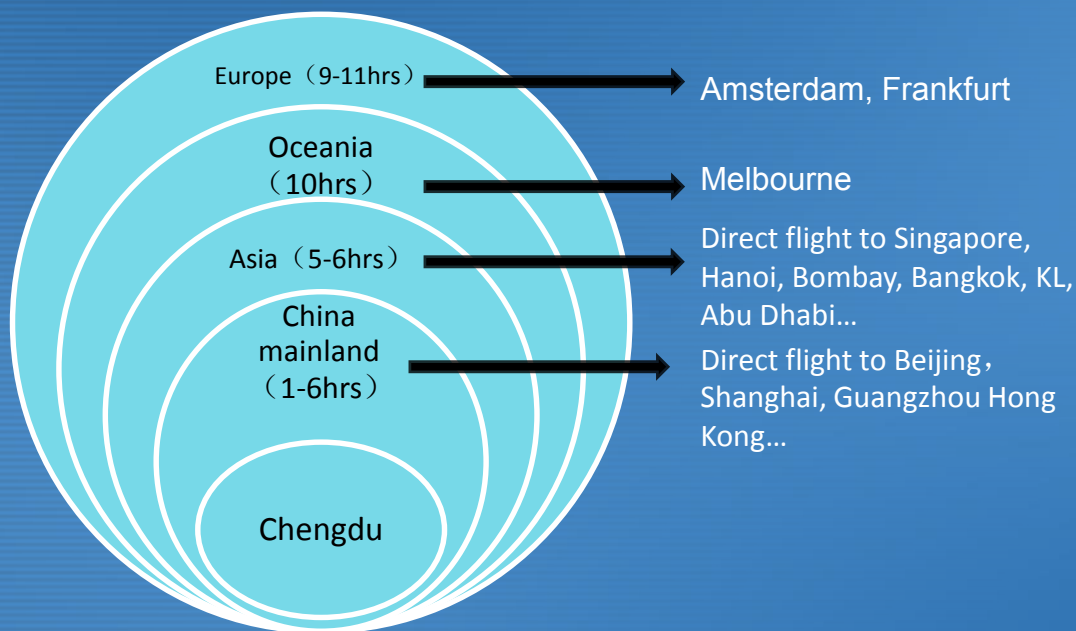 Europe（9-11hrs）
Amsterdam, Frankfurt
Oceania
（10hrs）
Melbourne
Asia（5-6hrs）
Direct flight to Singapore,
Hanoi, Bombay, Bangkok, KL,
Abu Dhabi…
China
mainland
（1-6hrs）
Direct flight to Beijing，
Shanghai, Guangzhou Hong
Kong…
Chengdu